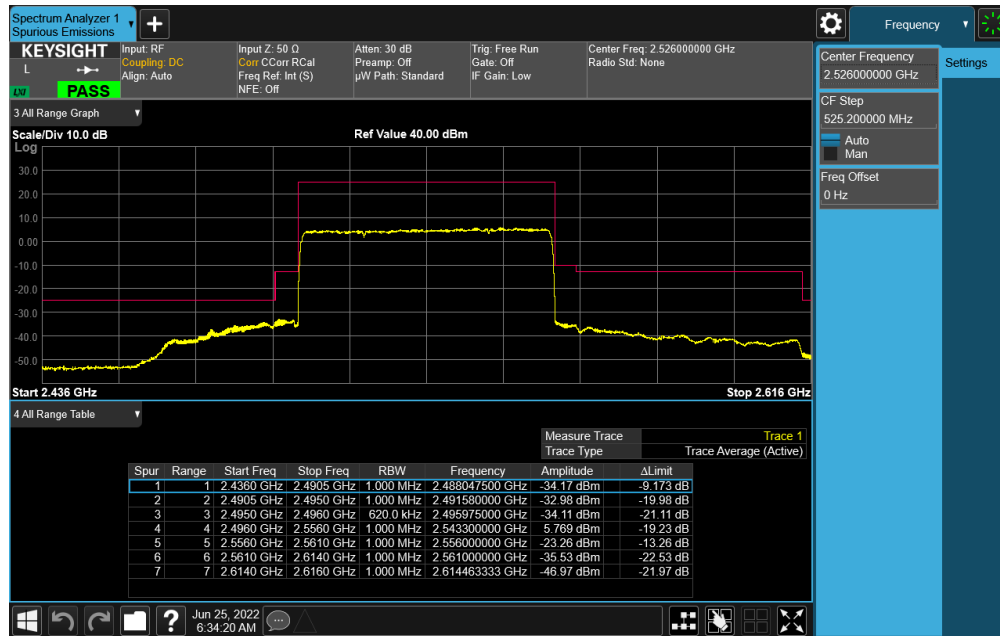 Spectrum Analyzer 1
Spurious Emissions
Frequency
KEYSIGHT
L
LXI
PASS
Input: RF
Coupling: DC
Align: Auto
Input Z: 50 Ω
Corr CCorr RCal
Freq Ref: Int (S)
NFE: Off
Atten: 30 dB
Preamp: Off
µW Path: Standard
Trig: Free Run
Gate: Off
IF Gain: Low
Center Freq: 2.526000000 GHz
Radio Std: None
Center Frequency
2.526000000 GHz
Settings
CF Step
525.200000 MHz
Auto
Man
Freq Offset
0 Hz
3 All Range Graph
Scale/Div 10.0 dB
Ref Value 40.00 dBm
Log
30.0
20.0
10.0
0.00
-10.0
-20.0
-30.0
-40.0
-50.0
Start 2.436 GHz
Stop 2.616 GHz
4 All Range Table
Measure Trace Trace 1
Trace Type Trace Average (Active)
Spur Range Start Freq Stop Freq RBW Frequency Amplitude ΔLimit
1 1 2.4360 GHz 2.4905 GHz 1.000 MHz 2.488047500 GHz -34.17 dBm -9.173 dB
2 2 2.4905 GHz 2.4950 GHz 1.000 MHz 2.491580000 GHz -32.98 dBm -19.98 dB
3 3 2.4950 GHz 2.4960 GHz 620.0 kHz 2.495975000 GHz -34.11 dBm -21.11 dB
4 4 2.4960 GHz 2.5560 GHz 1.000 MHz 2.543300000 GHz 5.769 dBm -19.23 dB
5 5 2.5560 GHz 2.5610 GHz 1.000 MHz 2.556000000 GHz -23.26 dBm -13.26 dB
6 6 2.5610 GHz 2.6140 GHz 1.000 MHz 2.561000000 GHz -35.53 dBm -22.53 dB
7 7 2.6140 GHz 2.6160 GHz 1.000 MHz 2.614463333 GHz -46.97 dBm -21.97 dB
Jun 25, 2022
6:34:20 AM